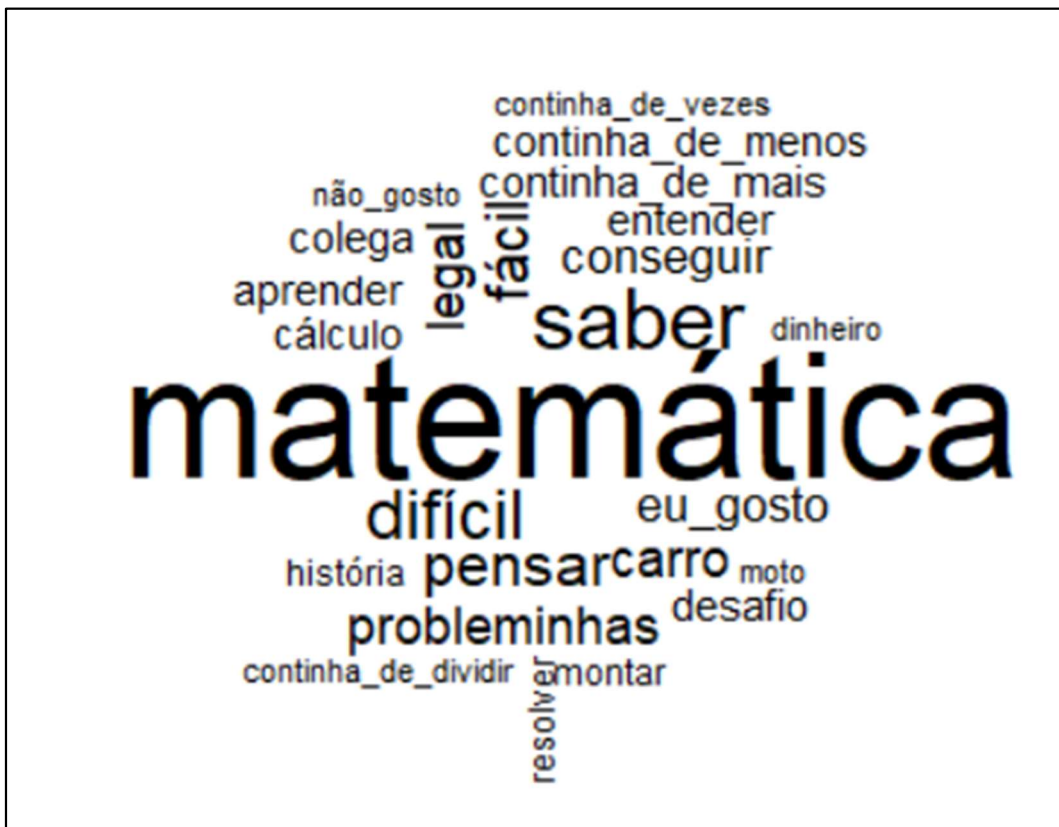 continha_de_vezes
continha_de_menos
não_gosto
continha_de_mais
colega
legal
fácil
entender
conseguir
aprender
cálculo
saber
dinheiro
matemática
difícil
eu_gosto
história
pensar
carro
moto
desafio
probleminhas
continha_de_dividir
resolver
montar